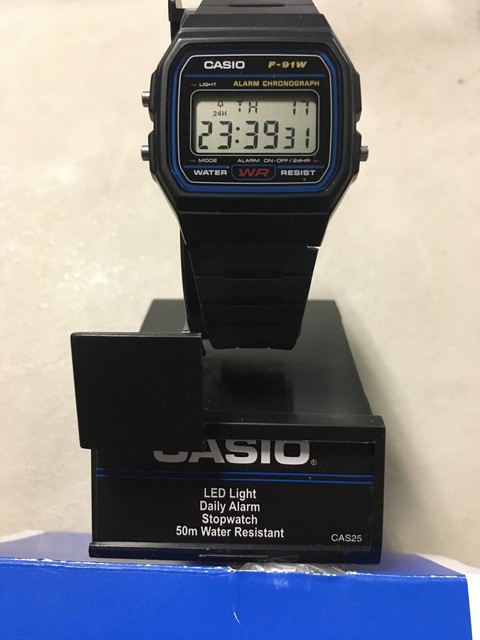 CASIO F-91W
LIGHT ALARM CHRONOGRAPH
TH 17
24H
23:39 31
MODE ALARM ON·OFF/24HR
WATER WR RESIST
CASIO®
LED Light
Daily Alarm
Stopwatch
50m Water Resistant
CAS25